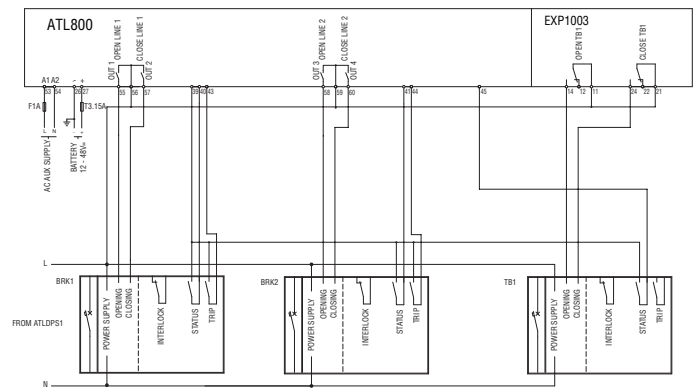 ATL800
EXP1003
OPEN LINE 1
CLOSE LINE 1
OUT 1
OUT 2
OPEN LINE 2
CLOSE LINE 2
OUT 3
OUT 4
OPEN TB1
CLOSE TB1
A1 A2
- +
53 54 26 27 55 56 57 39 40 43 58 59 60 41 44 45 14 12 11 24 22 21
F1A
T3.15A
L N - +
AC AUX SUPPLY
BATTERY
12 - 48V=
L
BRK1
BRK2
TB1
FROM ATLDPS1
POWER SUPPLY
OPENING
CLOSING
INTERLOCK
STATUS
TRIP
POWER SUPPLY
OPENING
CLOSING
INTERLOCK
STATUS
TRIP
POWER SUPPLY
OPENING
CLOSING
INTERLOCK
STATUS
TRIP
N